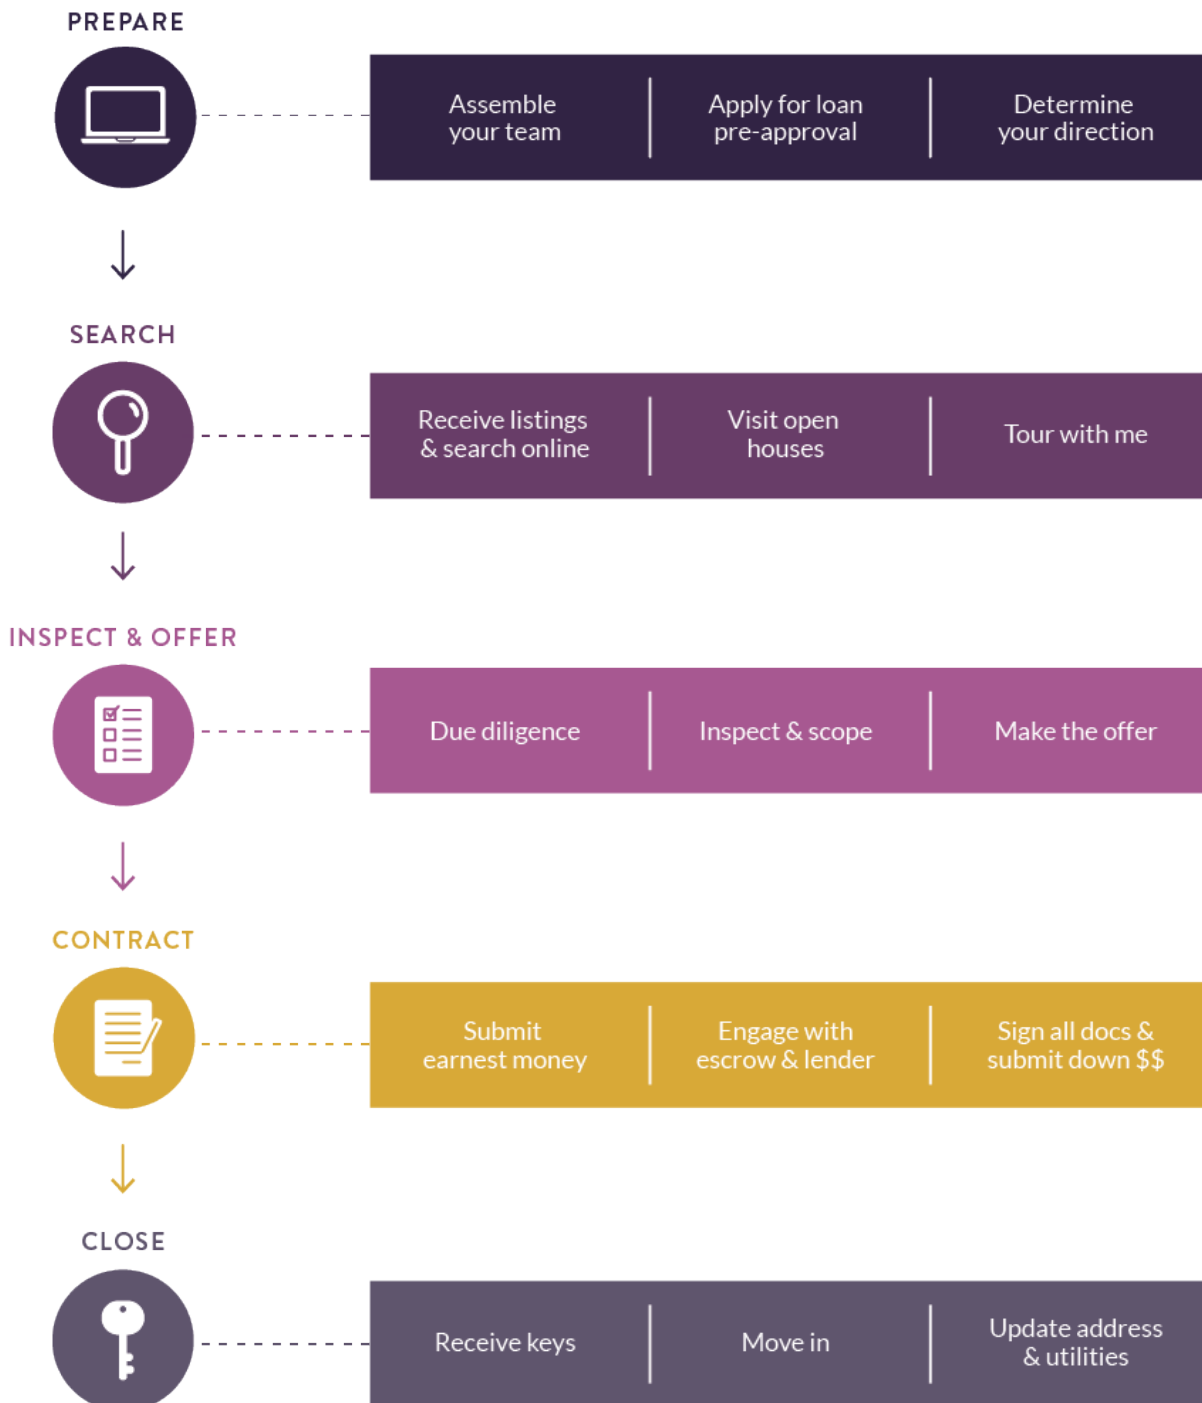 PREPARE
Assemble
your team
Apply for loan
pre-approval
Determine
your direction
SEARCH
Receive listings
& search online
Visit open
houses
Tour with me
INSPECT & OFFER
Due diligence
Inspect & scope
Make the offer
CONTRACT
Submit
earnest money
Engage with
escrow & lender
Sign all docs &
submit down $$
CLOSE
Receive keys
Move in
Update address
& utilities